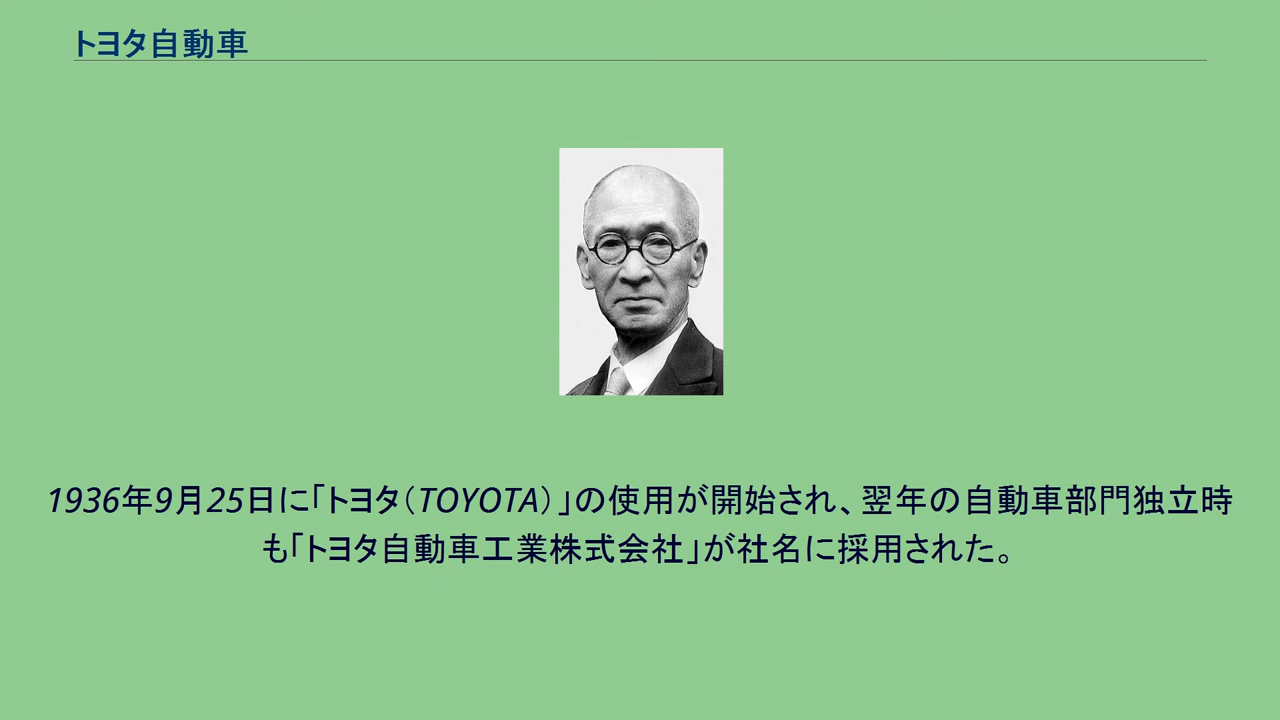 トヨタ自動車
1936年9月25日に「トヨタ（TOYOTA）」の使用が開始され、翌年の自動車部門独立時
も「トヨタ自動車工業株式会社」が社名に採用された。